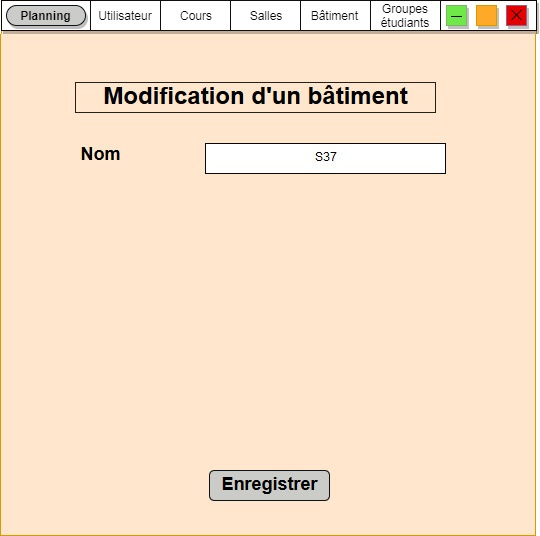 Planning
Utilisateur
Cours
Salles
Bâtiment
Groupes
étudiants
Modification d'un bâtiment
Nom
S37
Enregistrer